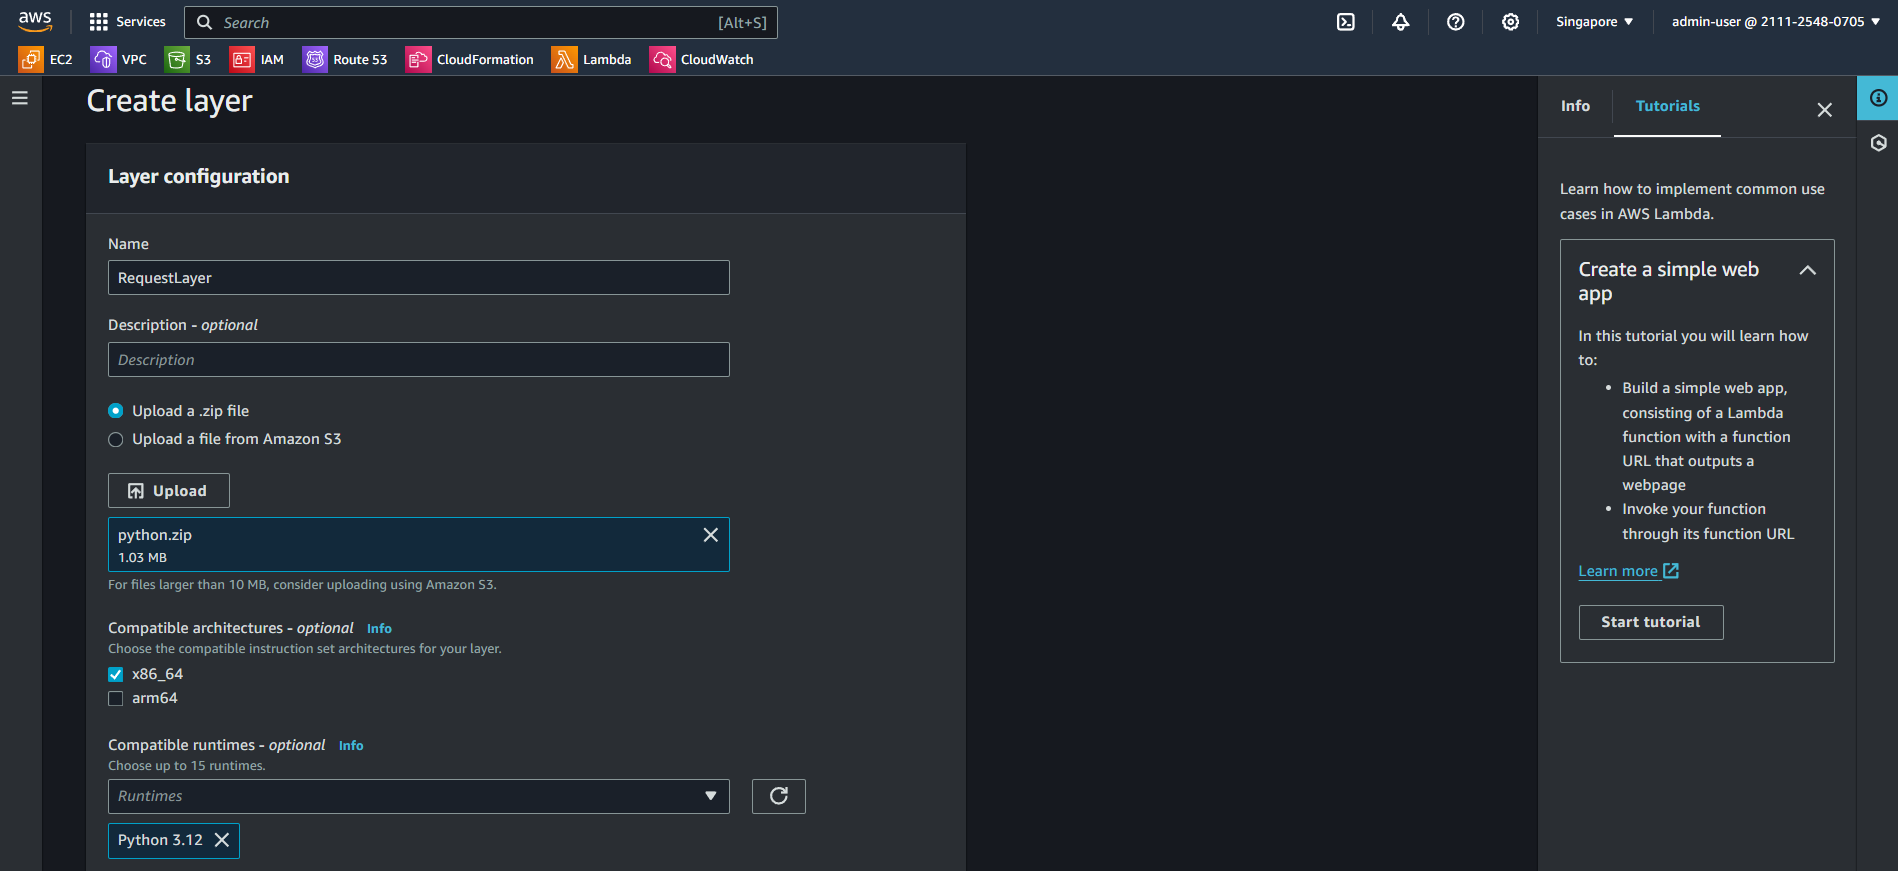 aws
Services
Search
[Alt+S]
Singapore
admin-user @ 2111-2548-0705
EC2
VPC
S3
IAM
Route 53
CloudFormation
Lambda
CloudWatch
Create layer
Layer configuration
Name
RequestLayer
Description - optional
Description
Upload a .zip file
Upload a file from Amazon S3
Upload
python.zip
1.03 MB
For files larger than 10 MB, consider uploading using Amazon S3.
Compatible architectures - optional Info
Choose the compatible instruction set architectures for your layer.
x86_64
arm64
Compatible runtimes - optional Info
Choose up to 15 runtimes.
Runtimes
Python 3.12
Info
Tutorials
Learn how to implement common use
cases in AWS Lambda.
Create a simple web
app
In this tutorial you will learn how
to:
• Build a simple web app,
consisting of a Lambda
function with a function
URL that outputs a
webpage
• Invoke your function
through its function URL
Learn more
Start tutorial